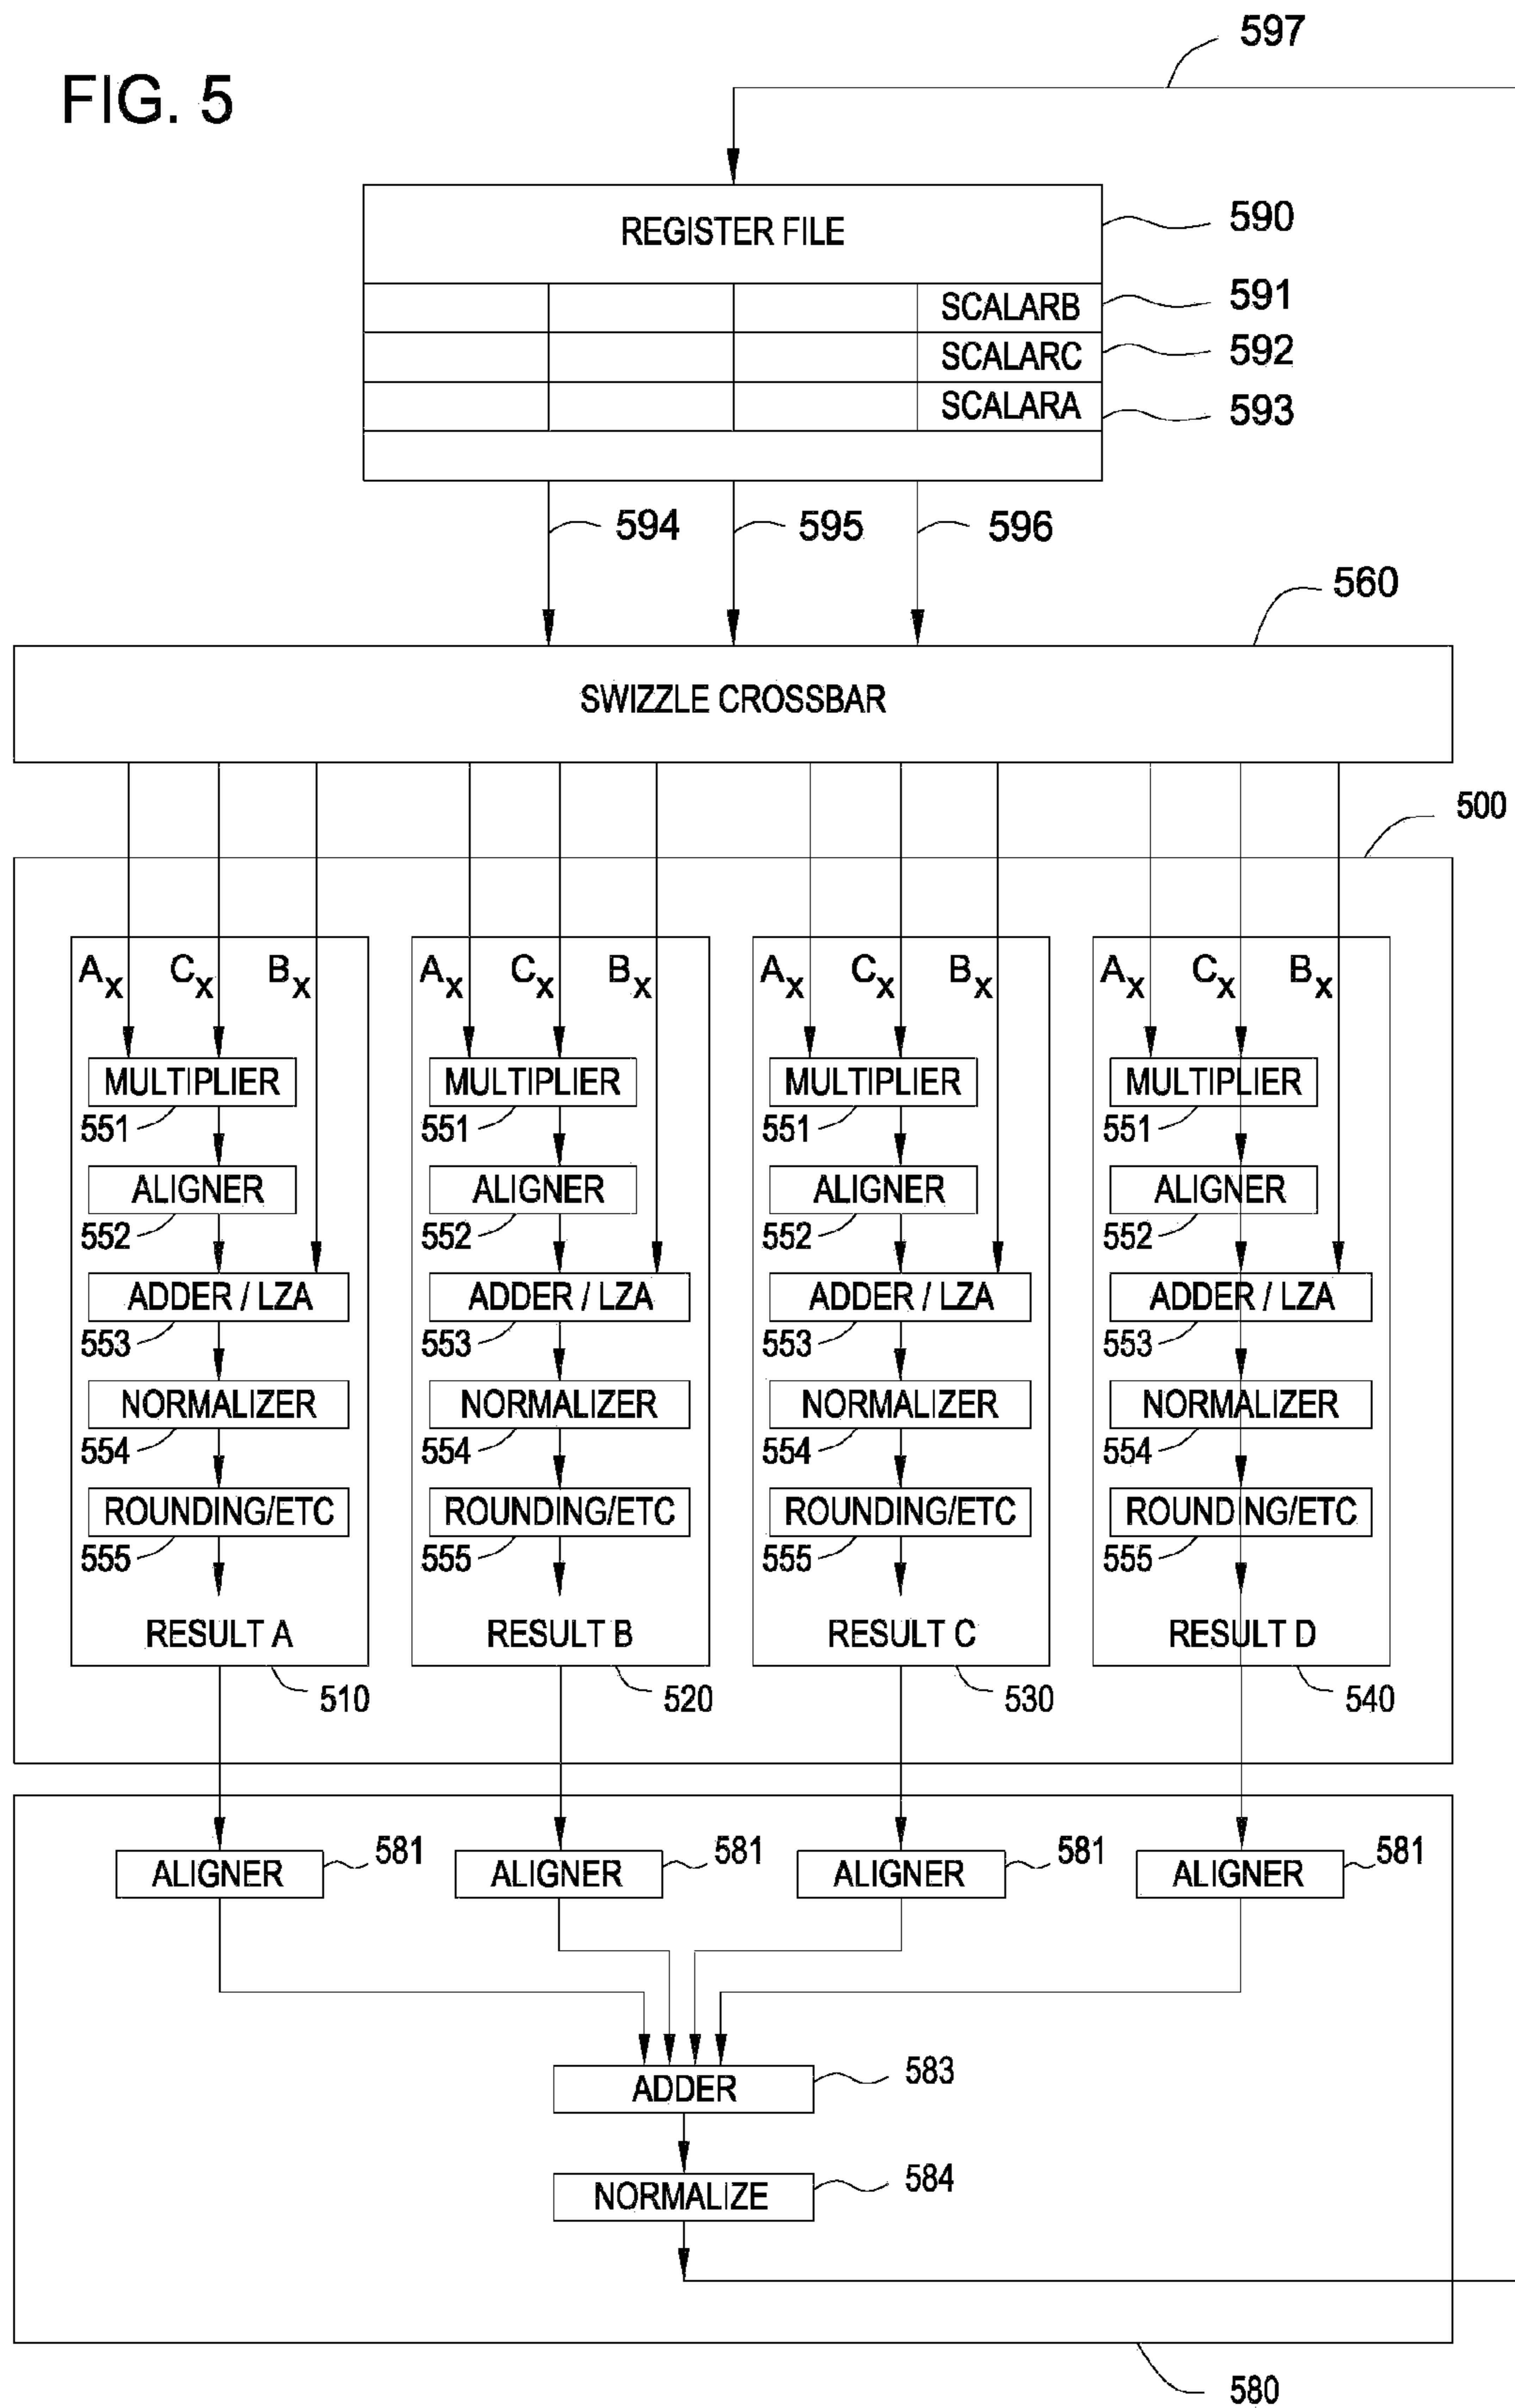 597
FIG. 5
REGISTER FILE
590
SCALARB
591
SCALARC
592
SCALARA
593
594 595 596
560
SWIZZLE CROSSBAR
500
Ax Cx Bx Ax Cx Bx Ax Cx Bx Ax Cx Bx
MULTIPLIER MULTIPLIER MULTIPLIER MULTIPLIER
551 551 551 551
ALIGNER ALIGNER ALIGNER ALIGNER
552 552 552 552
ADDER / LZA ADDER / LZA ADDER / LZA ADDER / LZA
553 553 553 553
NORMALIZER NORMALIZER NORMALIZER NORMALIZER
554 554 554 554
ROUNDING/ETC ROUNDING/ETC ROUNDING/ETC ROUNDING/ETC
555 555 555 555
RESULT A RESULT B RESULT C RESULT D
510 520 530 540
581 581 581 581
ALIGNER ALIGNER ALIGNER ALIGNER
583
ADDER
584
NORMALIZE
580